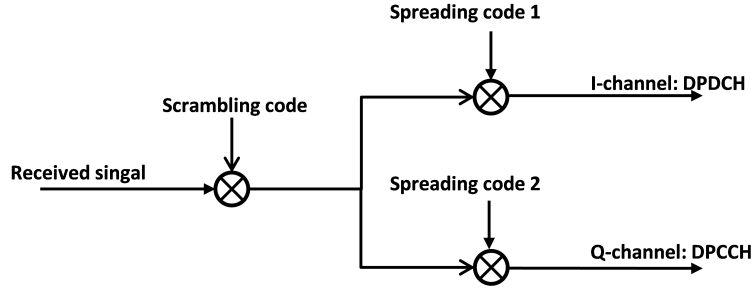 Spreading code 1
I-channel: DPDCH
Scrambling code
Received singal
Spreading code 2
Q-channel: DPCCH